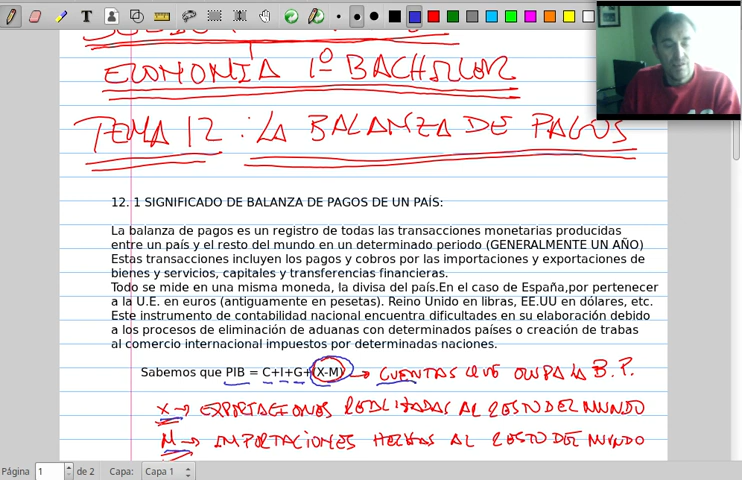 ECONOMÍA 1º BACHILLER
TEMA 12: LA BALANZA DE PAGOS
12. 1 SIGNIFICADO DE BALANZA DE PAGOS DE UN PAÍS:
La balanza de pagos es un registro de todas las transacciones monetarias producidas
entre un país y el resto del mundo en un determinado periodo (GENERALMENTE UN AÑO)
Estas transacciones incluyen los pagos y cobros por las importaciones y exportaciones de
bienes y servicios, capitales y transferencias financieras.
Todo se mide en una misma moneda, la divisa del país.En el caso de España,por pertenecer
a la U.E. en euros (antiguamente en pesetas). Reino Unido en libras, EE.UU en dólares, etc.
Este instrumento de contabilidad nacional encuentra dificultades en su elaboración debido
a los procesos de eliminación de aduanas con determinados países o creación de trabas
al comercio internacional impuestos por determinadas naciones.
Sabemos que PIB = C+I+G+(X-M) → CUENTAS QUE OCUPA LA B.P.
X → EXPORTACIONES REALIZADAS AL RESTO DEL MUNDO
M → IMPORTACIONES HECHAS AL RESTO DEL MUNDO
Página 1 de 2 Capa: Capa 1